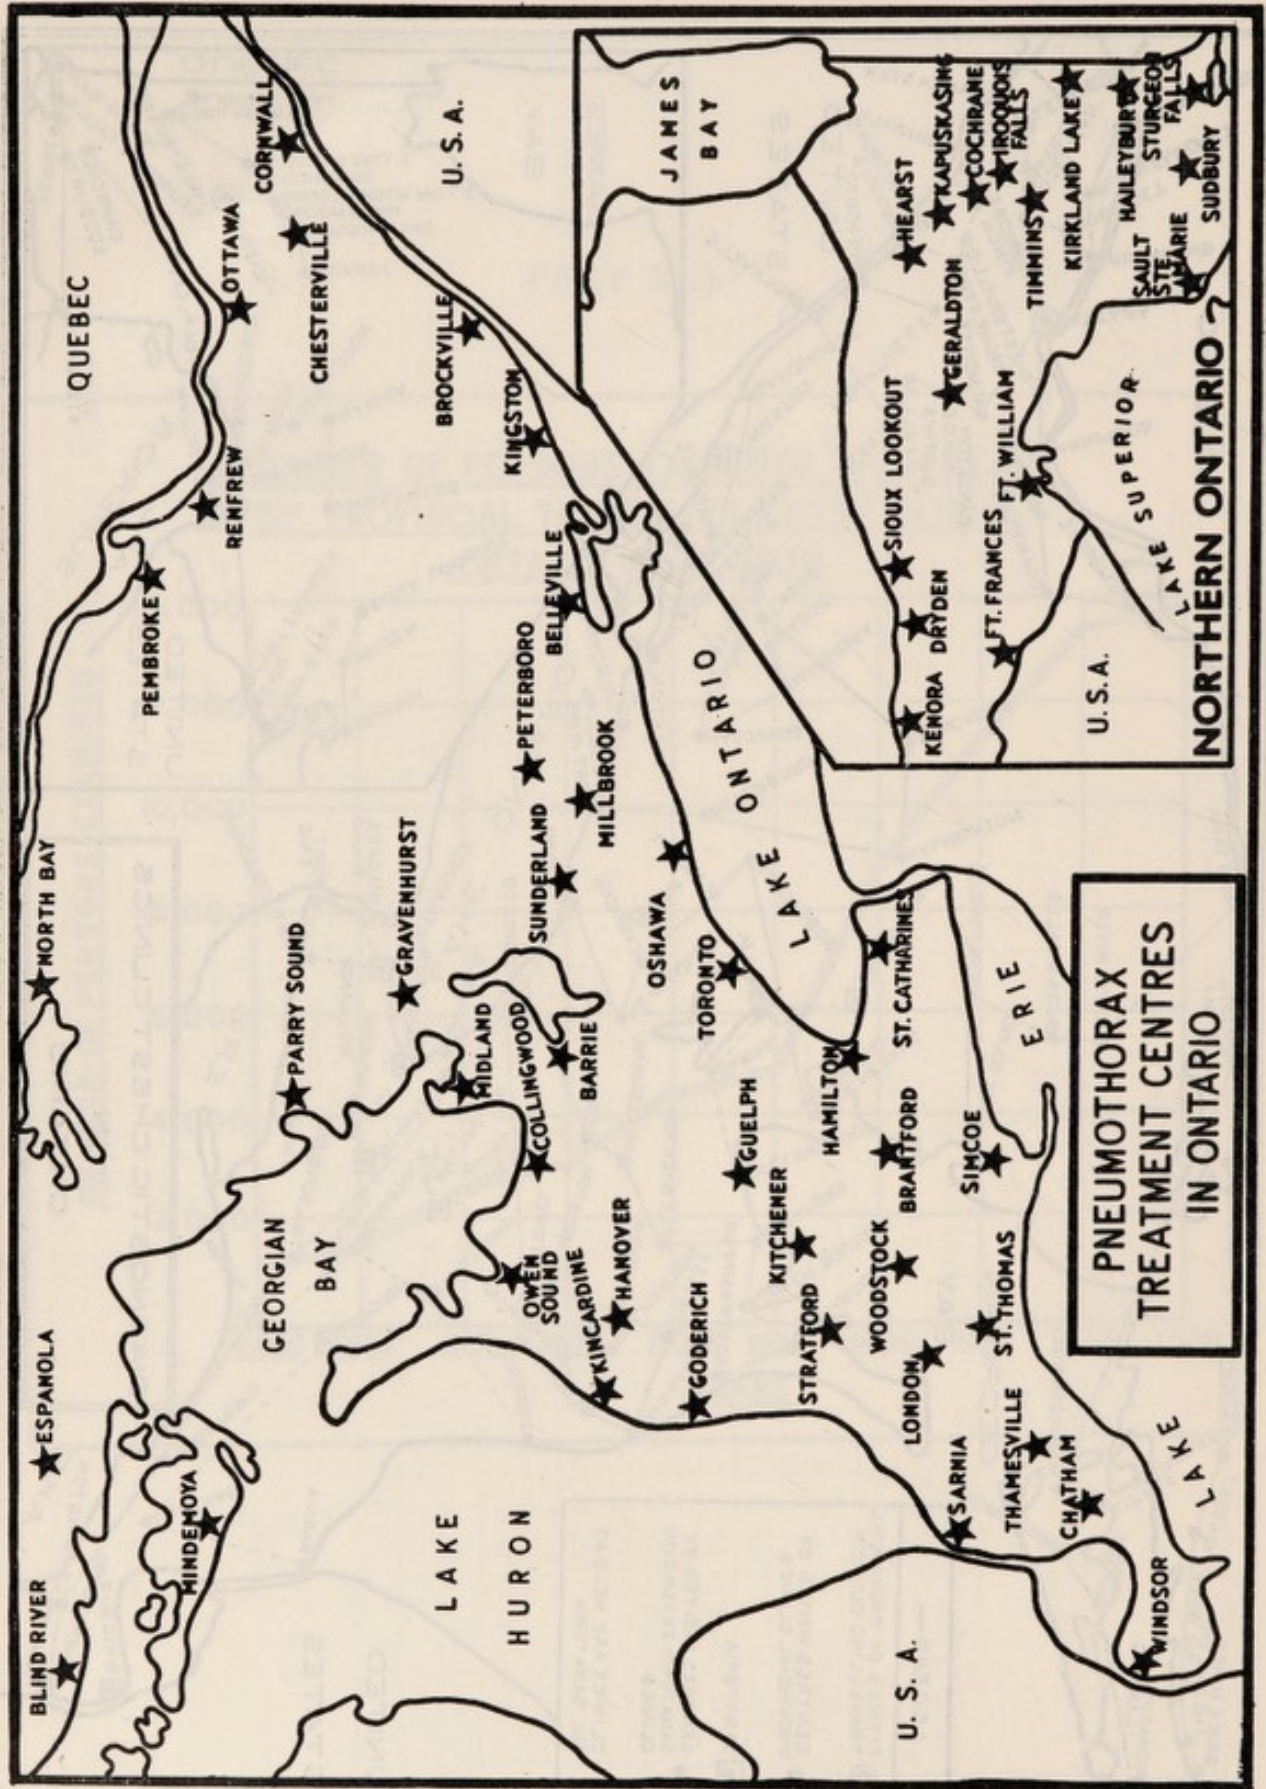 BLIND RIVER
ESPANOLA
NORTH BAY
MINDEMOYA
PEMBROKE
RENFREW
QUEBEC
OTTAWA
CORNWALL
CHESTERVILLE
GEORGIAN
BAY
PARRY SOUND
GRAVENHURST
BROCKVILLE
KINGSTON
U.S.A.
LAKE
HURON
OWEN
SOUND
MIDLAND
COLLINGWOOD
BARRIE
SUNDERLAND
PETERBORO
MILLBROOK
BELLEVILLE
KINCARDINE
HANOVER
GODERICH
OSHAWA
TORONTO
LAKE ONTARIO
GUELPH
KITCHENER
STRATFORD
HAMILTON
ST. CATHARINES
BRANTFORD
WOODSTOCK
LONDON
SIMCOE
ST. THOMAS
U. S. A.
SARNIA
THAMESVILLE
CHATHAM
WINDSOR
LAKE
ERIE
PNEUMOTHORAX
TREATMENT CENTRES
IN ONTARIO
JAMES
BAY
HEARST
KAPUSKASING
COCHRANE
IROQUOIS
FALLS
TIMMINS
KIRKLAND LAKE
HAILEYBURY
STURGEON
FALLS
SUDBURY
SAULT
STE.
MARIE
GERALDTON
SIOUX LOOKOUT
FT. WILLIAM
KENORA
DRYDEN
FT. FRANCES
U.S.A.
LAKE SUPERIOR
NORTHERN ONTARIO